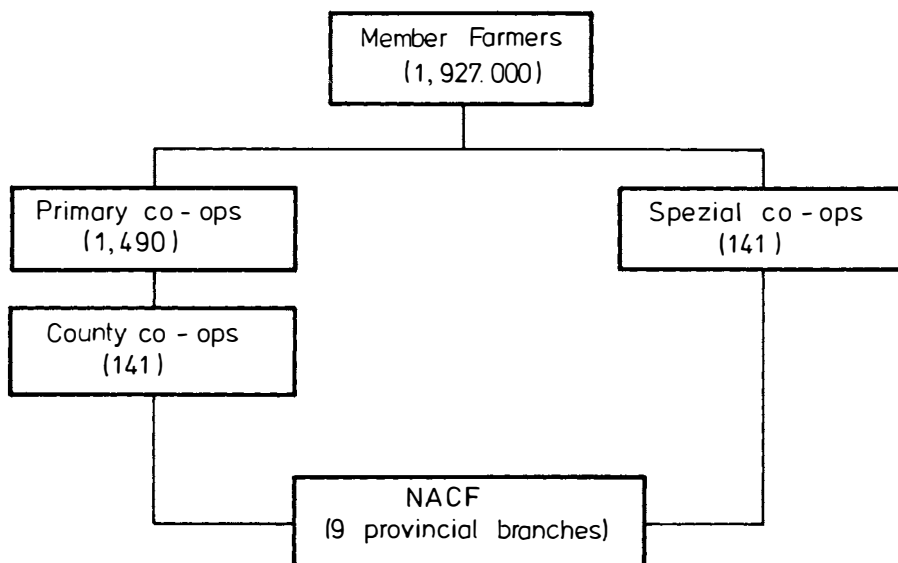 Member Farmers
(1,927.000)
Primary co-ops
(1,490)
Spezial co-ops
(141)
County co-ops
(141)
NACF
(9 provincial branches)